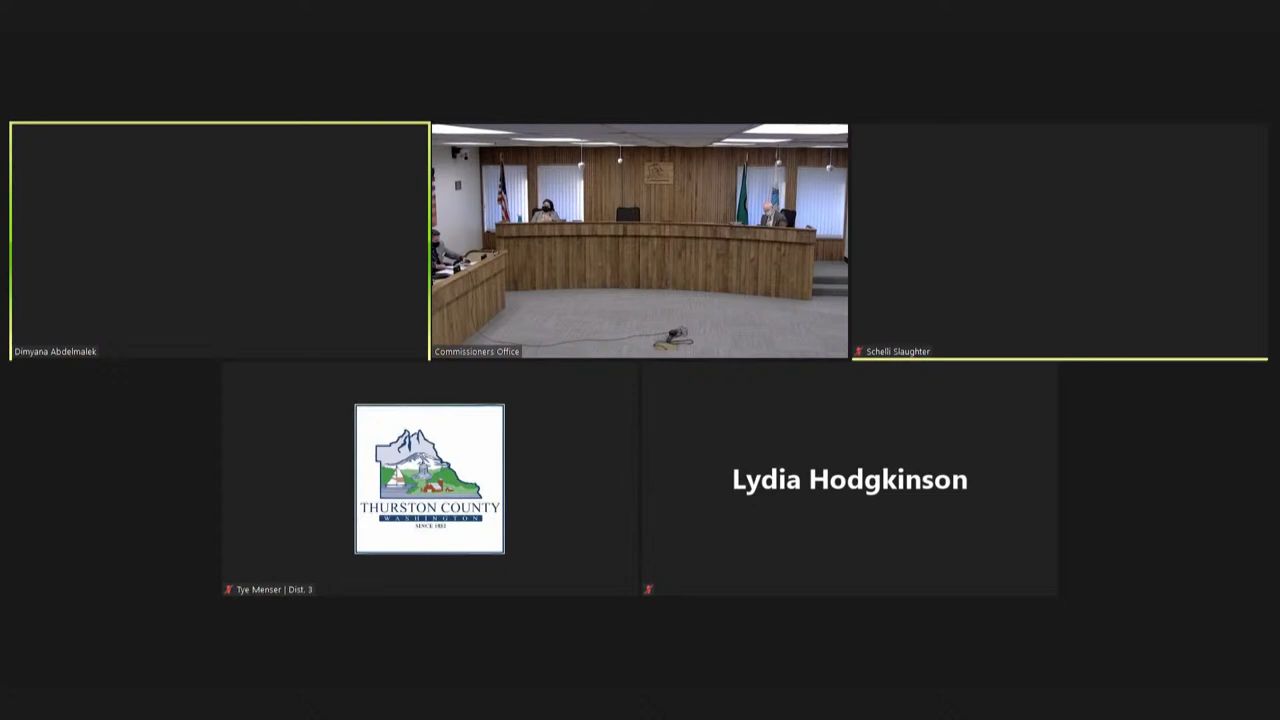 Dimyana Abdelmalek
Commissioners Office
Schelli Slaughter
THURSTON COUNTY
WASHINGTON
SINCE 1852
Tye Menser | Dist. 3
Lydia Hodgkinson